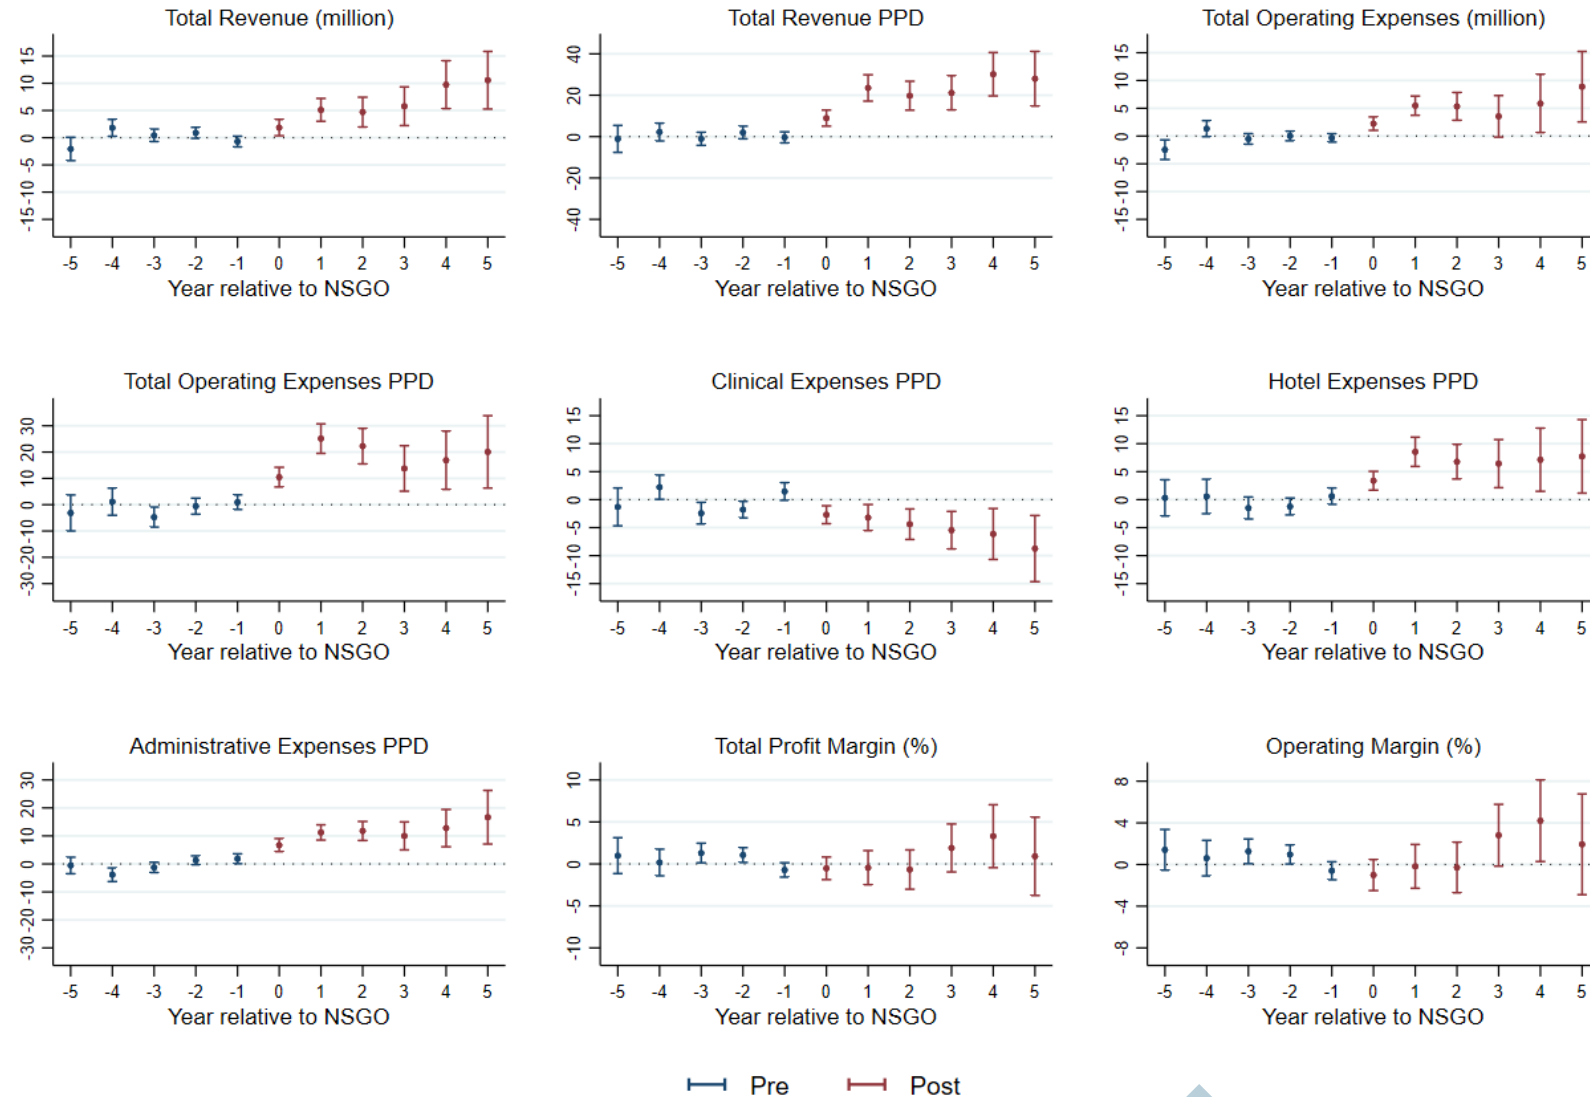 Total Revenue (million)
Total Revenue PPD
Total Operating Expenses (million)
15
10
5
0
-5
-10
-15
-5 -4 -3 -2 -1 0 1 2 3 4 5
Year relative to NSGO
40
20
0
-20
-40
-5 -4 -3 -2 -1 0 1 2 3 4 5
Year relative to NSGO
15
10
5
0
-5
-10
-15
-5 -4 -3 -2 -1 0 1 2 3 4 5
Year relative to NSGO
Total Operating Expenses PPD
Clinical Expenses PPD
Hotel Expenses PPD
30
20
10
0
-10
-20
-30
-5 -4 -3 -2 -1 0 1 2 3 4 5
Year relative to NSGO
15
10
5
0
-5
-10
-15
-5 -4 -3 -2 -1 0 1 2 3 4 5
Year relative to NSGO
15
10
5
0
-5
-10
-15
-5 -4 -3 -2 -1 0 1 2 3 4 5
Year relative to NSGO
Administrative Expenses PPD
Total Profit Margin (%)
Operating Margin (%)
30
20
10
0
-10
-20
-30
-5 -4 -3 -2 -1 0 1 2 3 4 5
Year relative to NSGO
10
5
0
-5
-10
-5 -4 -3 -2 -1 0 1 2 3 4 5
Year relative to NSGO
8
4
0
-4
-8
-5 -4 -3 -2 -1 0 1 2 3 4 5
Year relative to NSGO
Pre Post